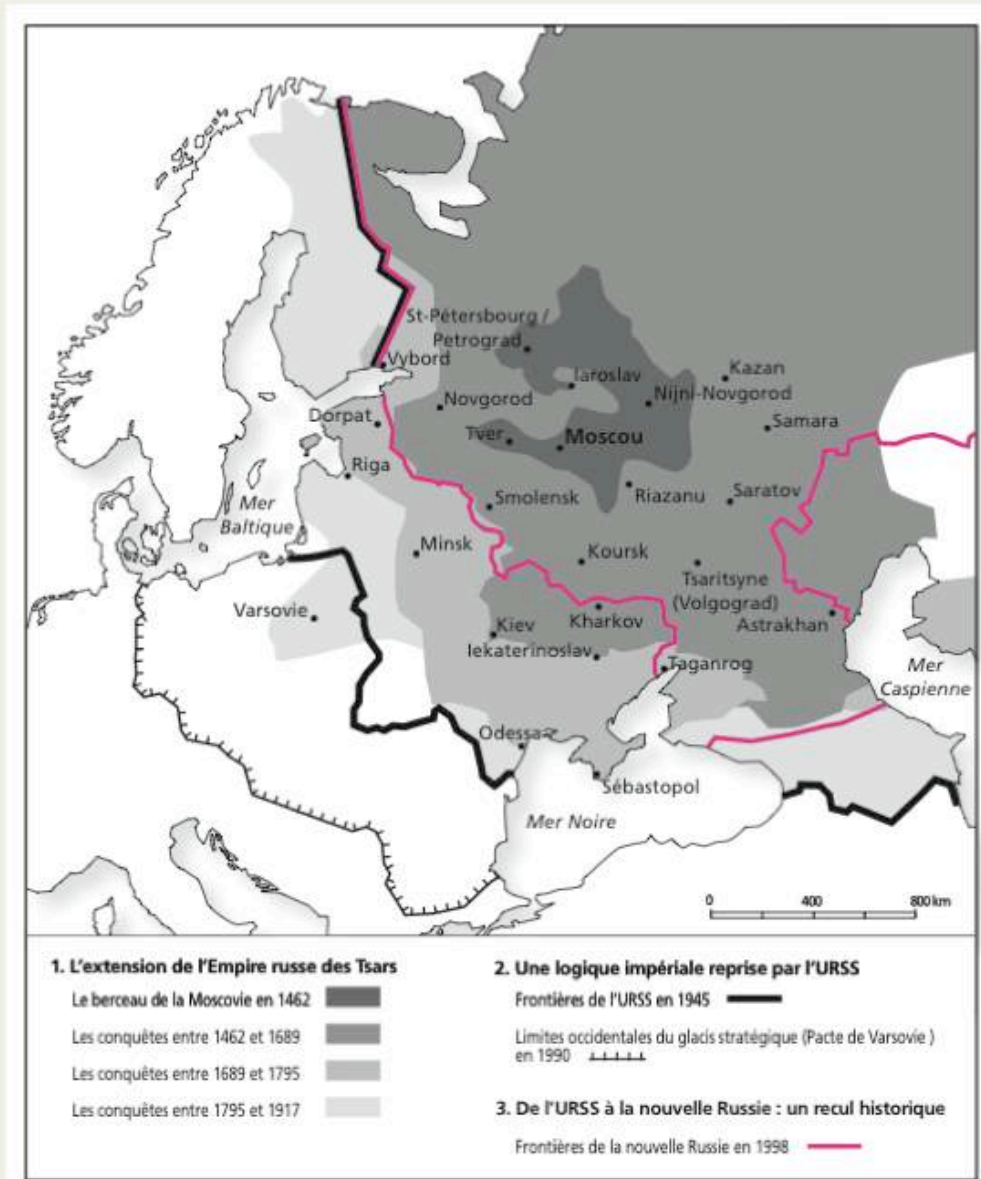 St-Pétersbourg /
Petrograd
Vybord
Iaroslav
Kazan
Nijni-Novgorod
Novgorod
Dorpat
Tver
Moscou
Samara
Riga
Smolensk
Riazanu
Saratov
Mer
Baltique
Minsk
Koursk
Tsaritsyne
(Volgograd)
Varsovie
Kiev
Kharkov
Astrakhan
Iekaterinoslav
Taganrog
Mer
Caspienne
Odessa
Sébastopol
Mer Noire
0 400 800 km
1. L'extension de l'Empire russe des Tsars
Le berceau de la Moscovie en 1462
Les conquêtes entre 1462 et 1689
Les conquêtes entre 1689 et 1795
Les conquêtes entre 1795 et 1917
2. Une logique impériale reprise par l'URSS
Frontières de l'URSS en 1945
Limites occidentales du glacis stratégique (Pacte de Varsovie )
en 1990
3. De l'URSS à la nouvelle Russie : un recul historique
Frontières de la nouvelle Russie en 1998